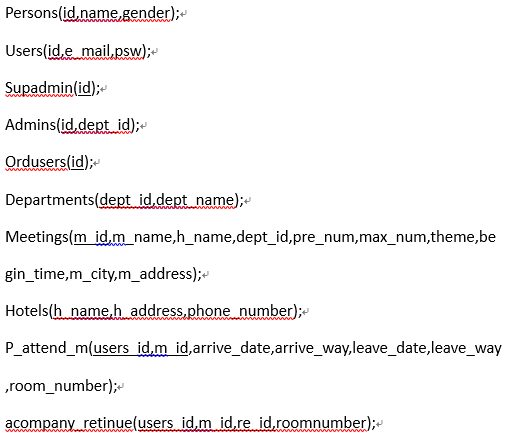 Persons(id,name,gender);
Users(id,e_mail,psw);
Supadmin(id);
Admins(id,dept_id);
Ordusers(id);
Departments(dept_id,dept_name);
Meetings(m_id,m_name,h_name,dept_id,pre_num,max_num,theme,be
gin_time,m_city,m_address);
Hotels(h_name,h_address,phone_number);
P_attend_m(users_id,m_id,arrive_date,arrive_way,leave_date,leave_way
,room_number);
acompany_retinue(users_id,m_id,re_id,roomnumber);